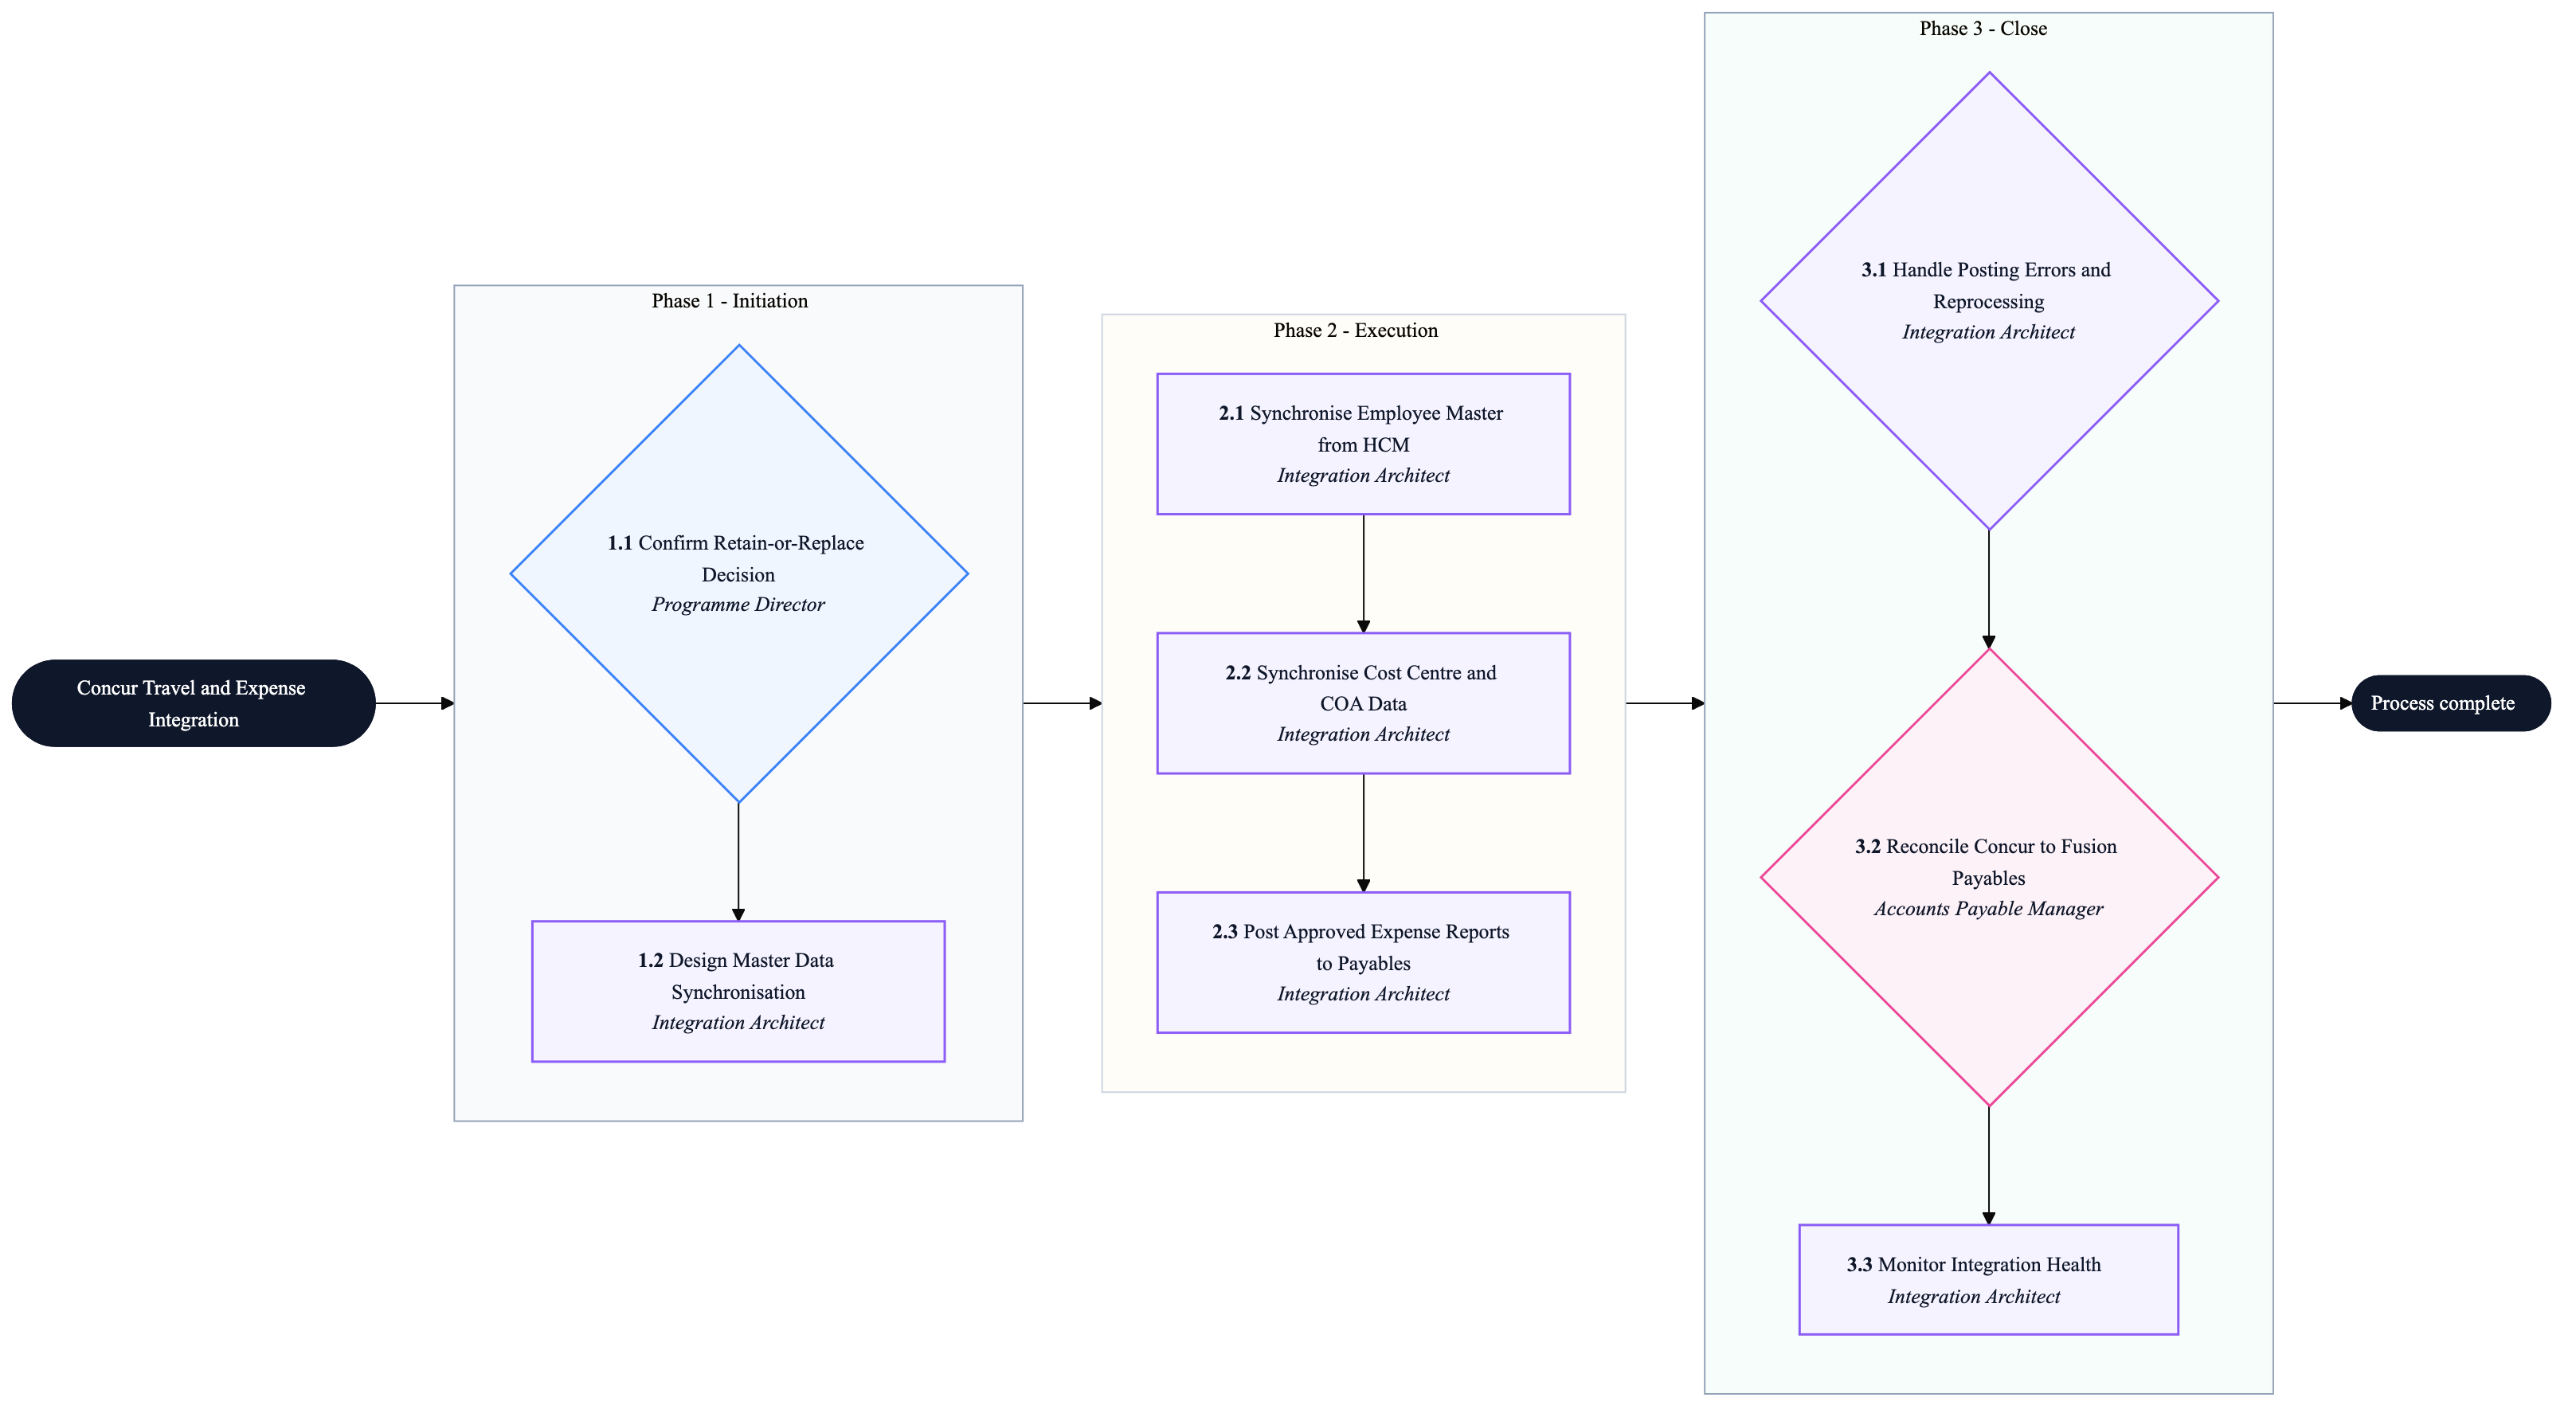 Concur Travel and Expense
Integration
Phase 1 - Initiation
1.1 Confirm Retain-or-Replace
Decision
Programme Director
1.2 Design Master Data
Synchronisation
Integration Architect
Phase 2 - Execution
2.1 Synchronise Employee Master
from HCM
Integration Architect
2.2 Synchronise Cost Centre and
COA Data
Integration Architect
2.3 Post Approved Expense Reports
to Payables
Integration Architect
Phase 3 - Close
3.1 Handle Posting Errors and
Reprocessing
Integration Architect
3.2 Reconcile Concur to Fusion
Payables
Accounts Payable Manager
3.3 Monitor Integration Health
Integration Architect
Process complete